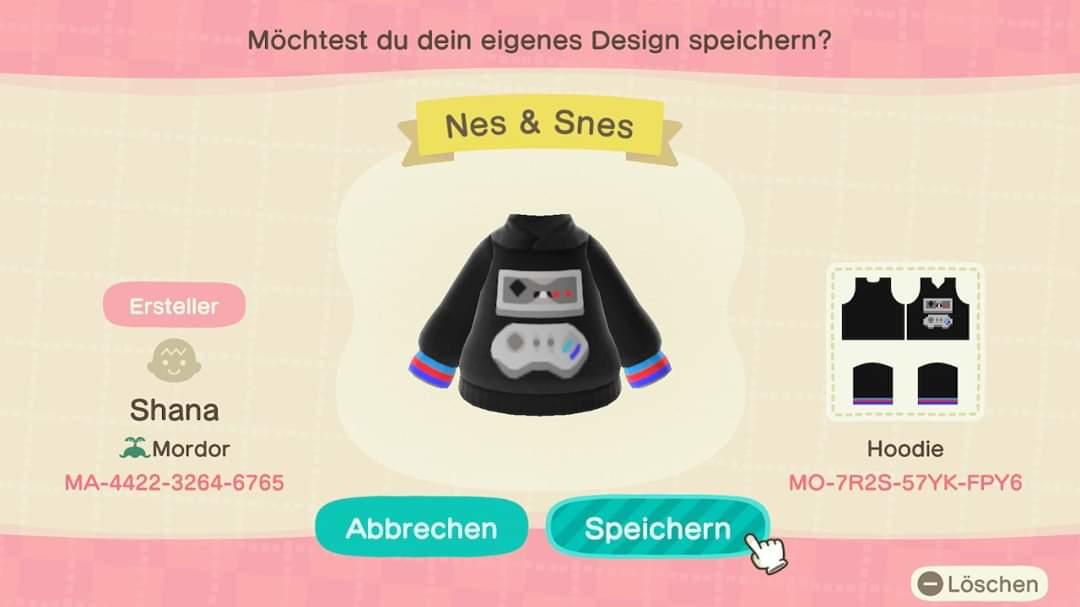 Möchtest du dein eigenes Design speichern?
Nes & Snes
Ersteller
Shana
Mordor
MA-4422-3264-6765
Hoodie
MO-7R2S-57YK-FPY6
Abbrechen
Speichern
Löschen